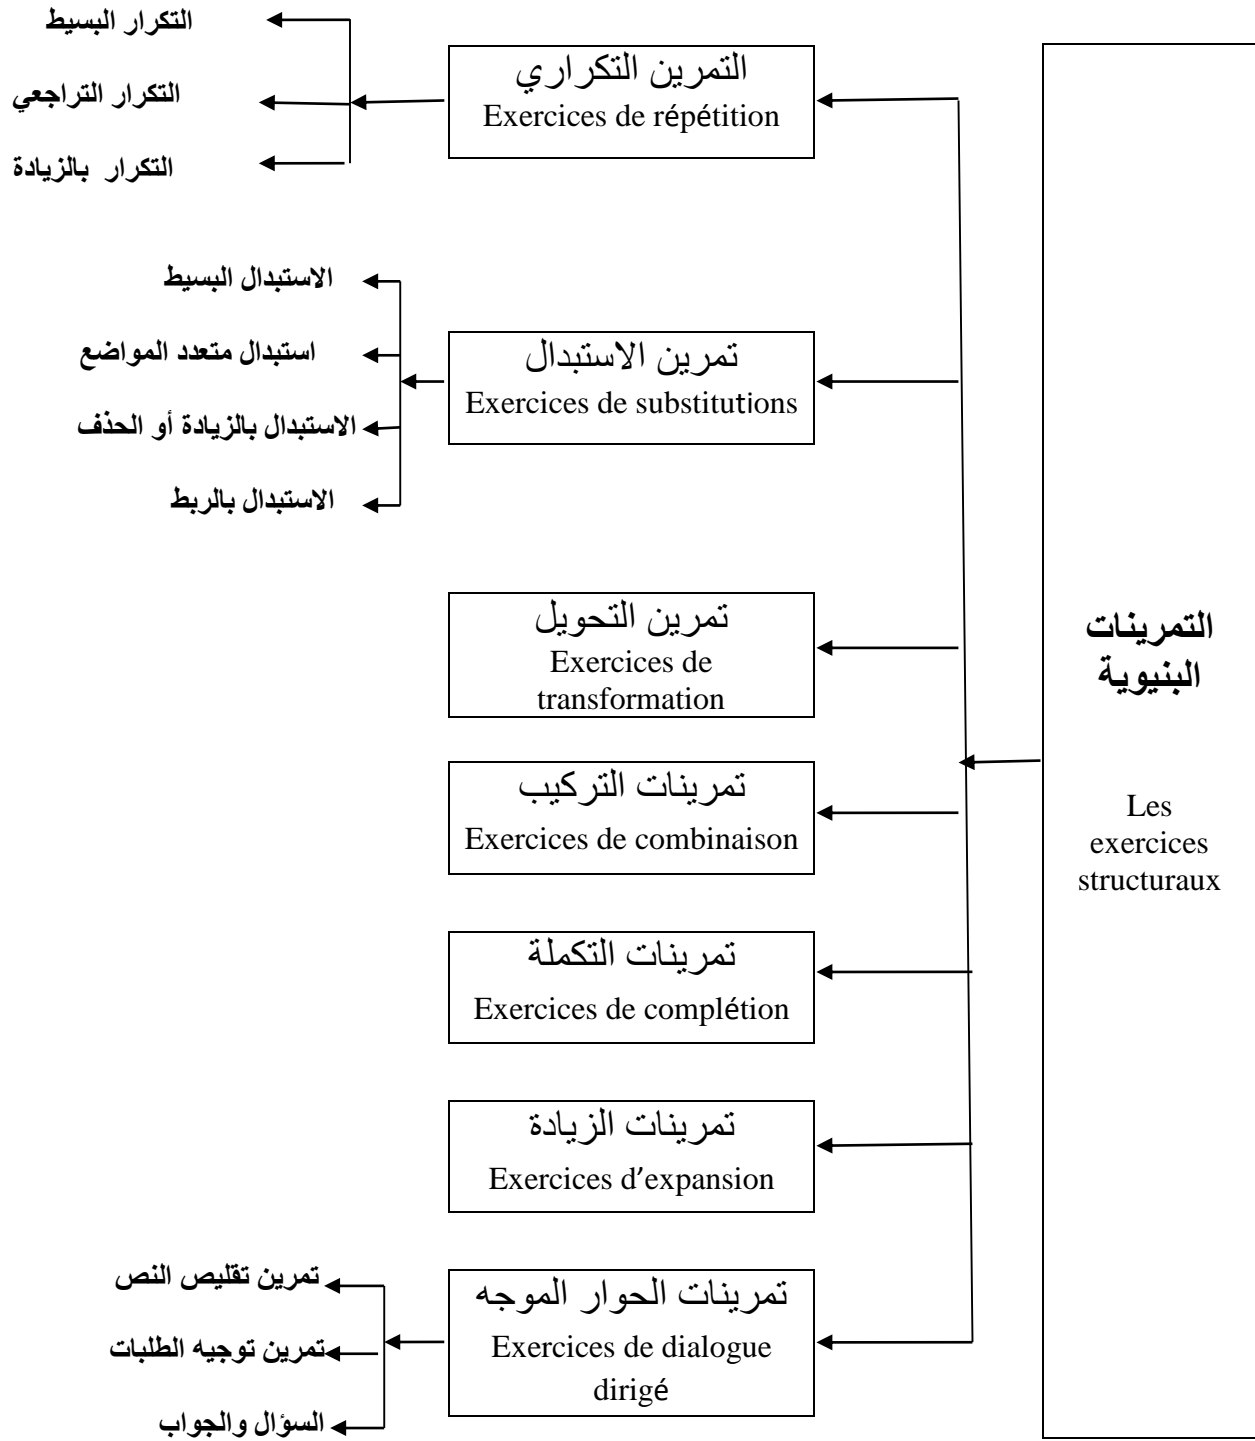 التمرينات
البنيوية
Les
exercices
structuraux
التمرين التكراري
Exercices de répétition
التكرار البسيط
التكرار التراجعي
التكرار بالزيادة
تمرين الاستبدال
Exercices de substitutions
الاستبدال البسيط
استبدال متعدد المواضع
الاستبدال بالزيادة أو الحذف
الاستبدال بالربط
تمرين التحويل
Exercices de
transformation
تمرينات التركيب
Exercices de combinaison
تمرينات التكملة
Exercices de complétion
تمرينات الزيادة
Exercices d’expansion
تمرينات الحوار الموجه
Exercices de dialogue
dirigé
تمرين تقليص النص
تمرين توجيه الطلبات
السؤال والجواب